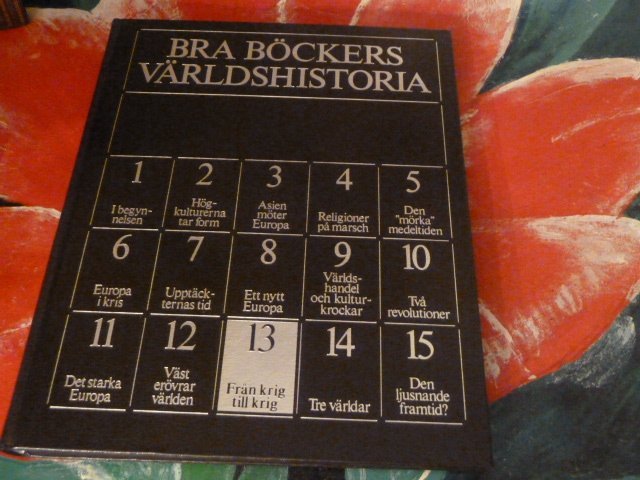 BRA BÖCKERS
VÄRLDSHISTORIA
1
I begyn-
nelsen
2
Hög-
kulturerna
tar form
3
Asien
möter
Europa
4
Religioner
på marsch
5
Den
"mörka"
medeltiden
6
Europa
i kris
7
Upptäck-
ternas tid
8
Ett nytt
Europa
9
Världs-
handel
och kultur-
krockar
10
Två
revolutioner
11
Det starka
Europa
12
Väst
erövrar
världen
13
Från krig
till krig
14
Tre världar
15
Den
ljusnande
framtid?